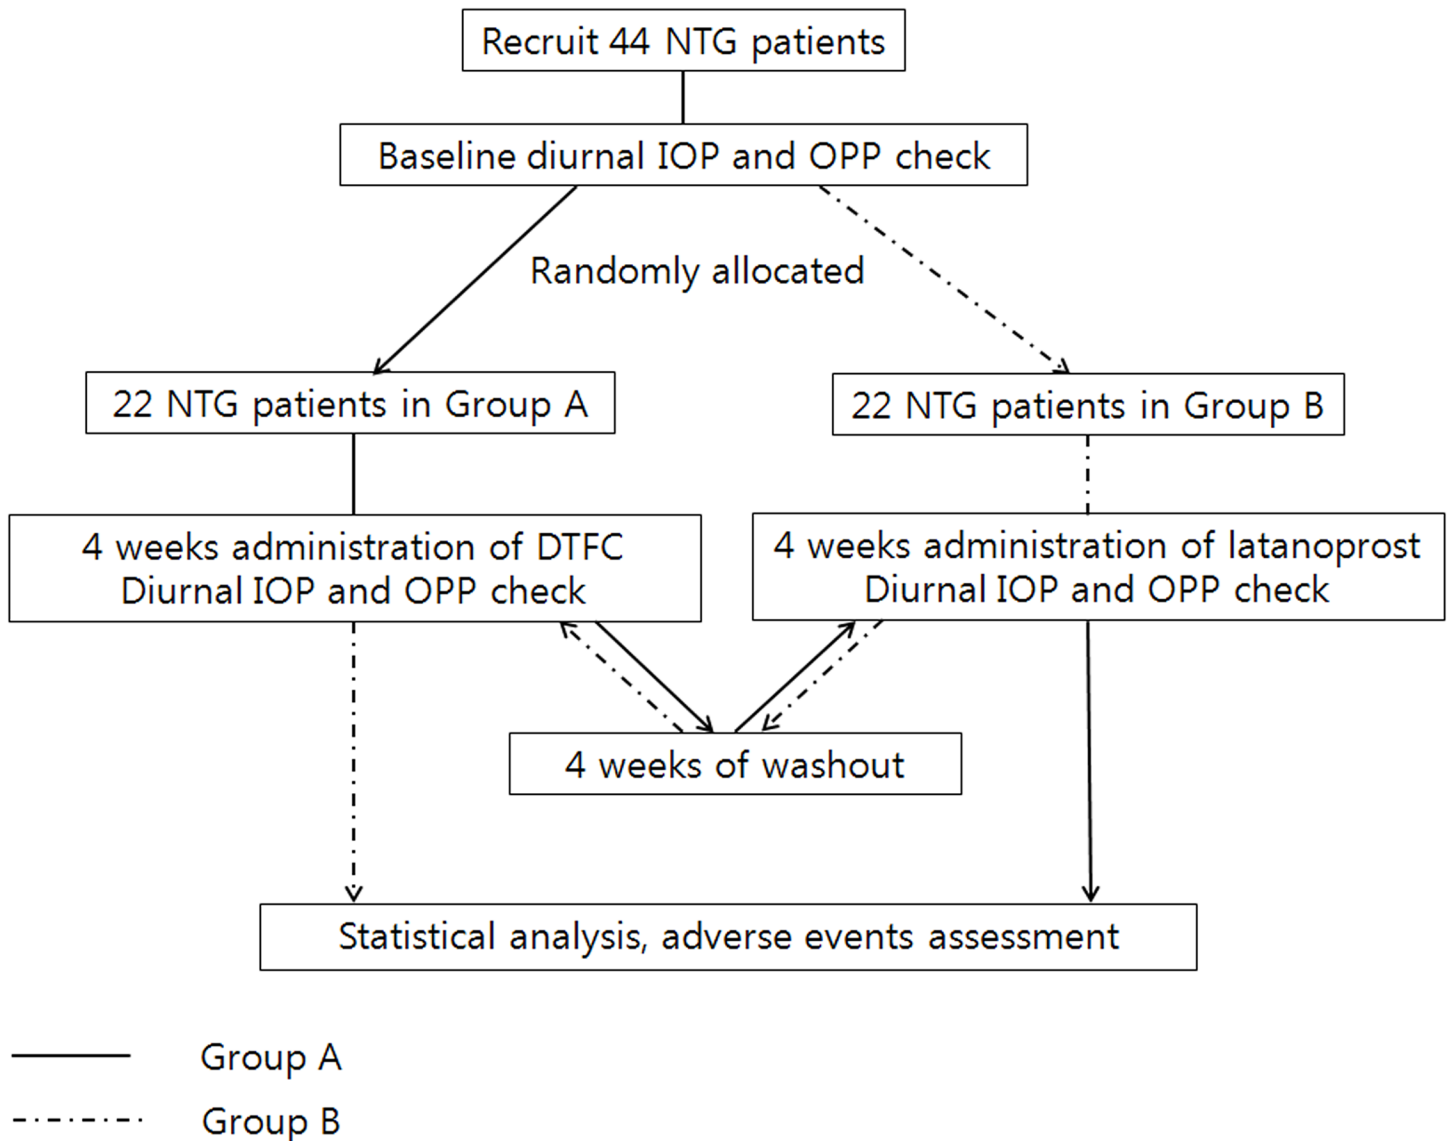 Recruit 44 NTG patients
Baseline diurnal IOP and OPP check
Randomly allocated
22 NTG patients in Group A
22 NTG patients in Group B
4 weeks administration of DTFC
Diurnal IOP and OPP check
4 weeks administration of latanoprost
Diurnal IOP and OPP check
4 weeks of washout
Statistical analysis, adverse events assessment
Group A
Group B